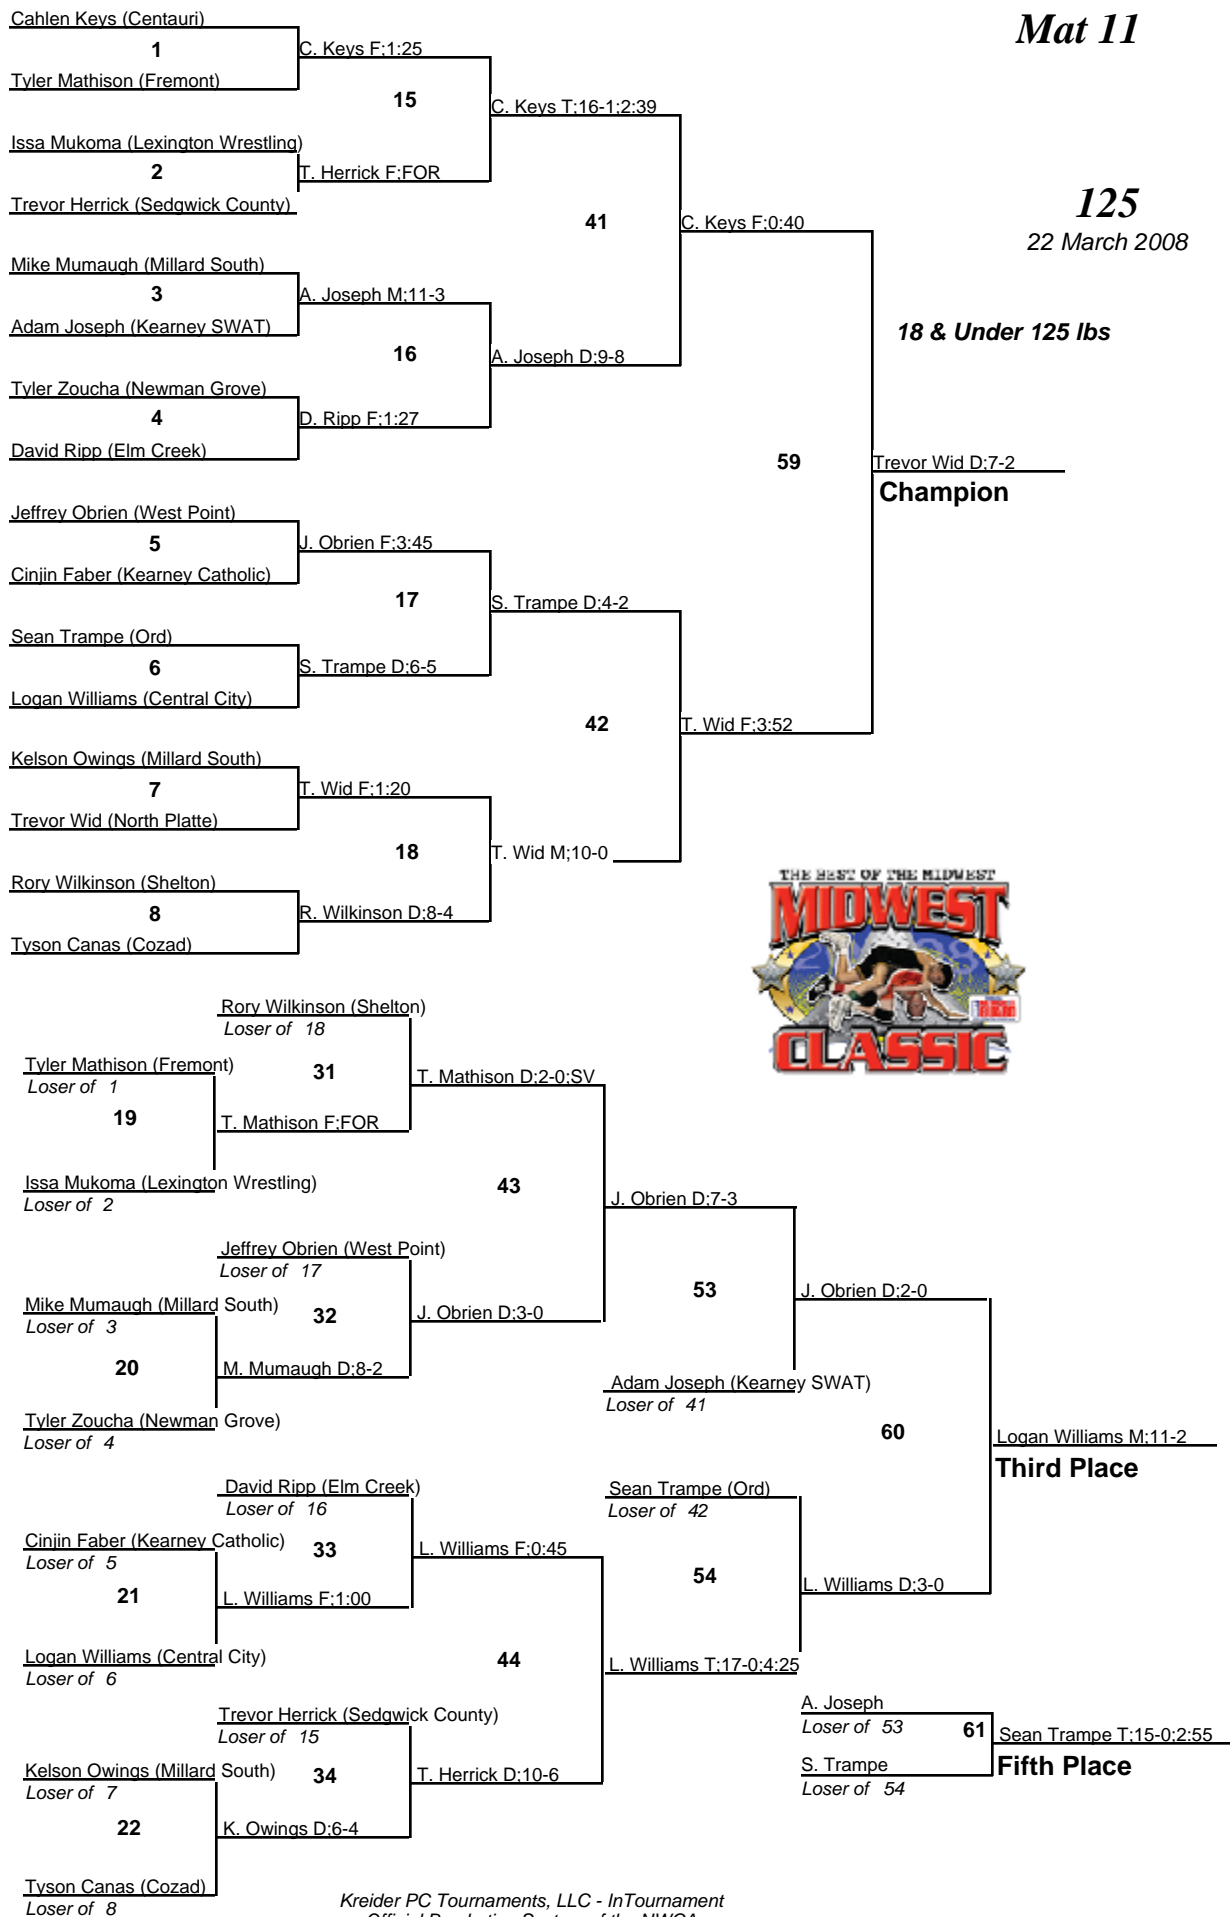 Cahlen Keys (Centauri)
Mat 11
1
C. Keys F;1:25
Tyler Mathison (Fremont)
15
C. Keys T;16-1;2:39
Issa Mukoma (Lexington Wrestling)
2
T. Herrick F;FOR
Trevor Herrick (Sedgwick County)
125
22 March 2008
41
C. Keys F;0:40
Mike Mumaugh (Millard South)
3
A. Joseph M;11-3
Adam Joseph (Kearney SWAT)
18 & Under 125 lbs
16
A. Joseph D;9-8
Tyler Zoucha (Newman Grove)
4
D. Ripp F;1:27
David Ripp (Elm Creek)
59
Trevor Wid D;7-2
Champion
Jeffrey Obrien (West Point)
5
J. Obrien F;3:45
Cinjin Faber (Kearney Catholic)
17
S. Trampe D;4-2
Sean Trampe (Ord)
6
S. Trampe D;6-5
Logan Williams (Central City)
42
T. Wid F;3:52
Kelson Owings (Millard South)
7
T. Wid F;1:20
Trevor Wid (North Platte)
18
T. Wid M;10-0
Rory Wilkinson (Shelton)
8
R. Wilkinson D;8-4
Tyson Canas (Cozad)
THE BEST OF THE MIDWEST
MIDWEST
CLASSIC
Rory Wilkinson (Shelton)
Loser of 18
Tyler Mathison (Fremont)
Loser of 1
31
T. Mathison D;2-0;SV
19
T. Mathison F;FOR
Issa Mukoma (Lexington Wrestling)
Loser of 2
43
J. Obrien D;7-3
Jeffrey Obrien (West Point)
Loser of 17
Mike Mumaugh (Millard South)
Loser of 3
32
J. Obrien D;3-0
53
J. Obrien D;2-0
20
M. Mumaugh D;8-2
Adam Joseph (Kearney SWAT)
Loser of 41
Tyler Zoucha (Newman Grove)
Loser of 4
60
Logan Williams M;11-2
Third Place
David Ripp (Elm Creek)
Loser of 16
Sean Trampe (Ord)
Loser of 42
Cinjin Faber (Kearney Catholic)
Loser of 5
33
L. Williams F;0:45
54
L. Williams D;3-0
21
L. Williams F;1:00
Logan Williams (Central City)
Loser of 6
44
L. Williams T;17-0;4:25
Trevor Herrick (Sedgwick County)
Loser of 15
A. Joseph
Loser of 53
61
Sean Trampe T;15-0;2:55
Fifth Place
S. Trampe
Loser of 54
Kelson Owings (Millard South)
Loser of 7
34
T. Herrick D;10-6
22
K. Owings D;6-4
Tyson Canas (Cozad)
Loser of 8
Kreider PC Tournaments, LLC - InTournament